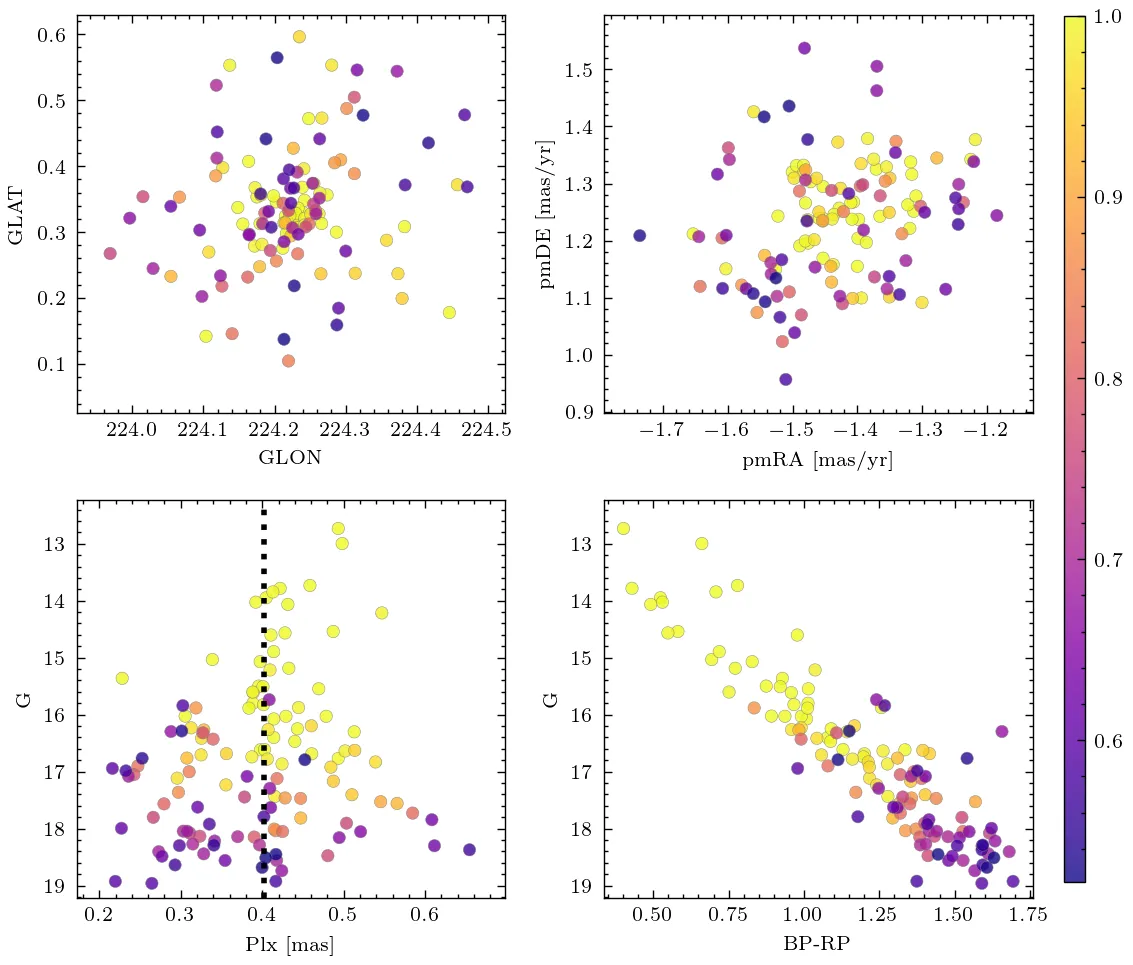 0.6
0.5
0.4
0.3
0.2
0.1
GLAT
224.0 224.1 224.2 224.3 224.4 224.5
GLON
1.5
1.4
1.3
1.2
1.1
1.0
0.9
pmDE [mas/yr]
−1.7 −1.6 −1.5 −1.4 −1.3 −1.2
pmRA [mas/yr]
13
14
15
16
17
18
19
G
0.2 0.3 0.4 0.5 0.6
Plx [mas]
13
14
15
16
17
18
19
G
0.50 0.75 1.00 1.25 1.50 1.75
BP-RP
1.0
0.9
0.8
0.7
0.6